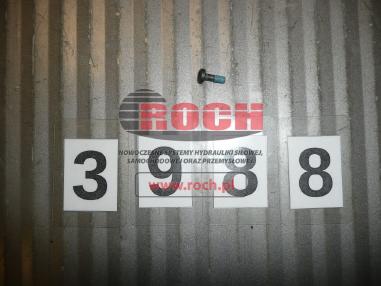 ROCH
NOWOCZESNE SYSTEMY HYDRAULIKI SIŁOWEJ,
SAMOCHODOWEJ ORAZ PRZEMYSŁOWEJ
www.roch.pl
3 9 8 8